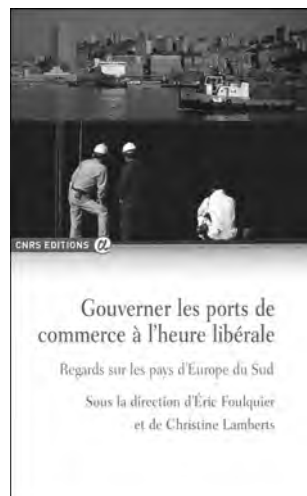 CNRS EDITIONS @
Gouverner les ports de
commerce à l'heure libérale
Regards sur les pays d'Europe du Sud
Sous la direction d'Éric Foulquier
et de Christine Lamberts